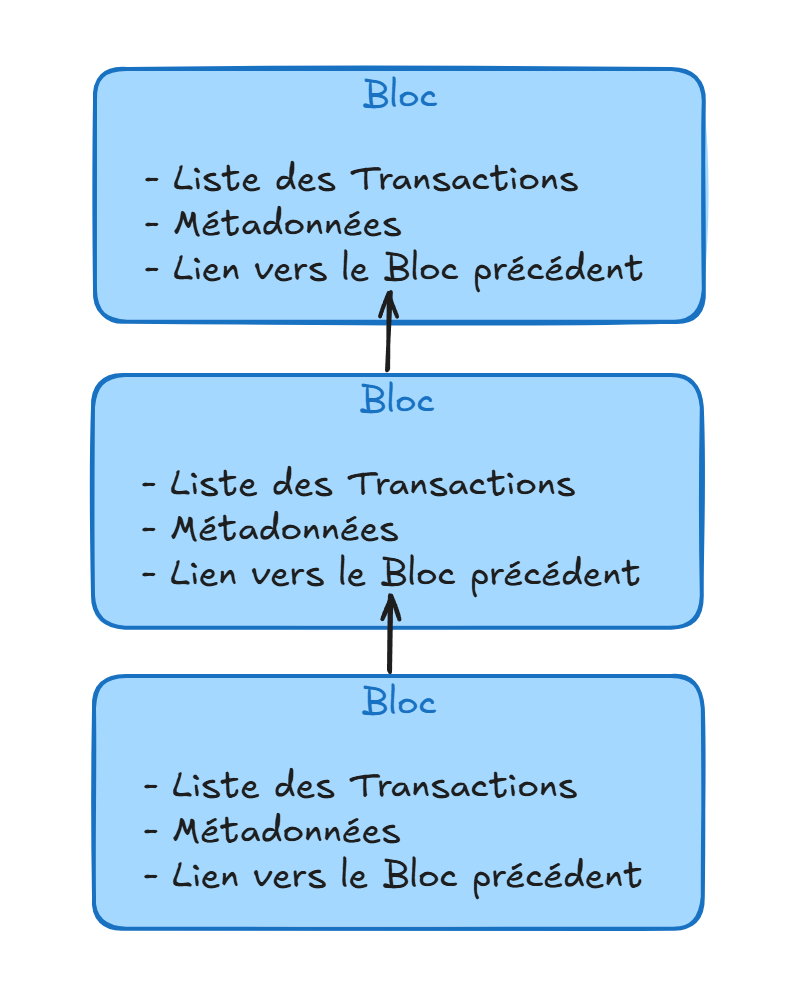 Bloc
- Liste des Transactions
- Métadonnées
- Lien vers le Bloc précédent
Bloc
- Liste des Transactions
- Métadonnées
- Lien vers le Bloc précédent
Bloc
- Liste des Transactions
- Métadonnées
- Lien vers le Bloc précédent